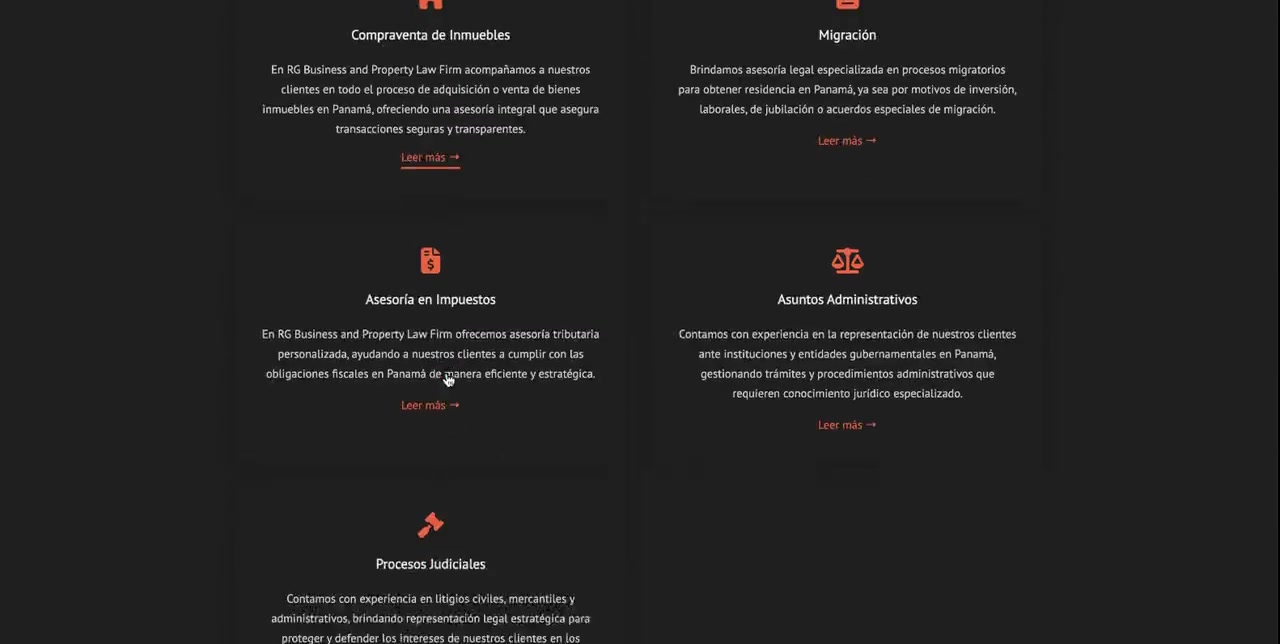 Compraventa de Inmuebles
En RG Business and Property Law Firm acompañamos a nuestros
clientes en todo el proceso de adquisición o venta de bienes
inmuebles en Panamá, ofreciendo una asesoría integral que asegura
transacciones seguras y transparentes.
Leer más →
Migración
Brindamos asesoría legal especializada en procesos migratorios
para obtener residencia en Panamá, ya sea por motivos de inversión,
laborales, de jubilación o acuerdos especiales de migración.
Leer más →
Asesoría en Impuestos
En RG Business and Property Law Firm ofrecemos asesoría tributaria
personalizada, ayudando a nuestros clientes a cumplir con las
obligaciones fiscales en Panamá de manera eficiente y estratégica.
Leer más →
Asuntos Administrativos
Contamos con experiencia en la representación de nuestros clientes
ante instituciones y entidades gubernamentales en Panamá,
gestionando trámites y procedimientos administrativos que
requieren conocimiento jurídico especializado.
Leer más →
Procesos Judiciales
Contamos con experiencia en litigios civiles, mercantiles y
administrativos, brindando representación legal estratégica para
proteger y defender los intereses de nuestros clientes en los